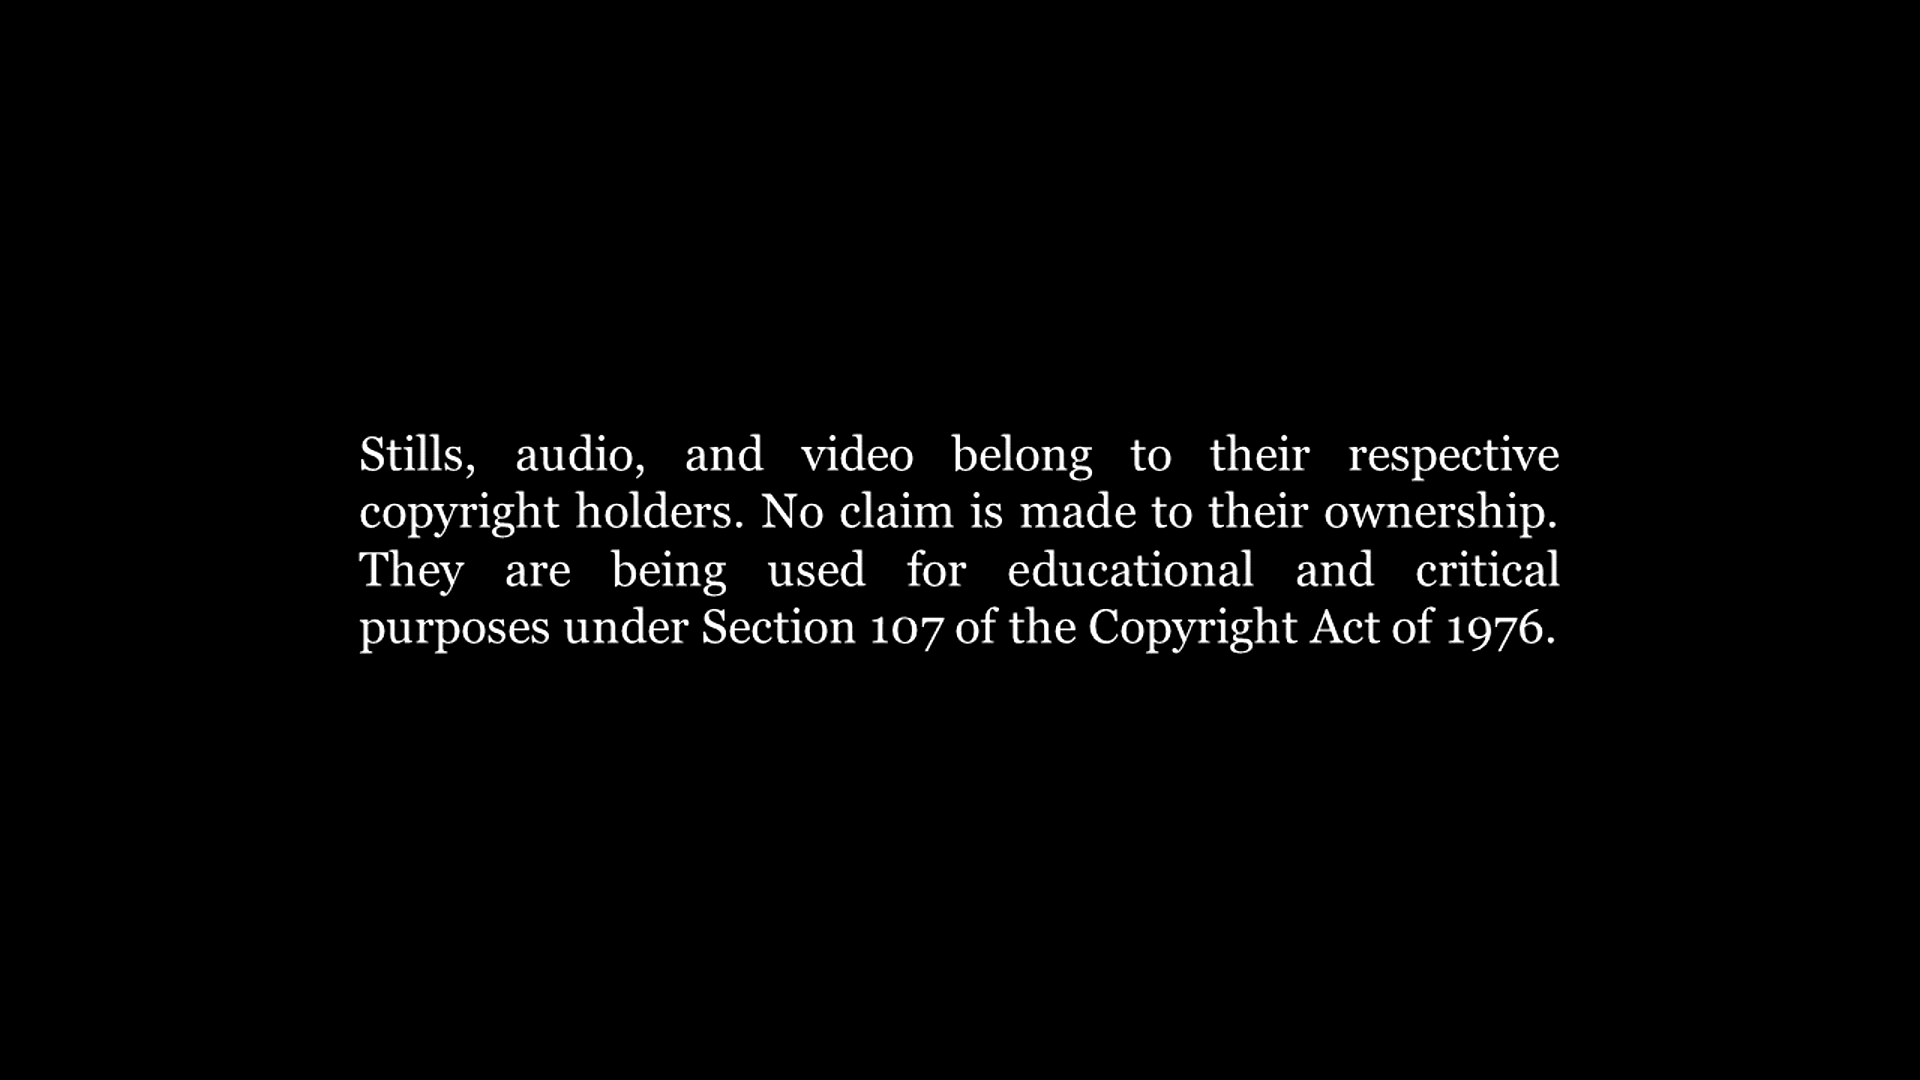 Stills, audio, and video belong to their respective
copyright holders. No claim is made to their ownership.
They are being used for educational and critical
purposes under Section 107 of the Copyright Act of 1976.